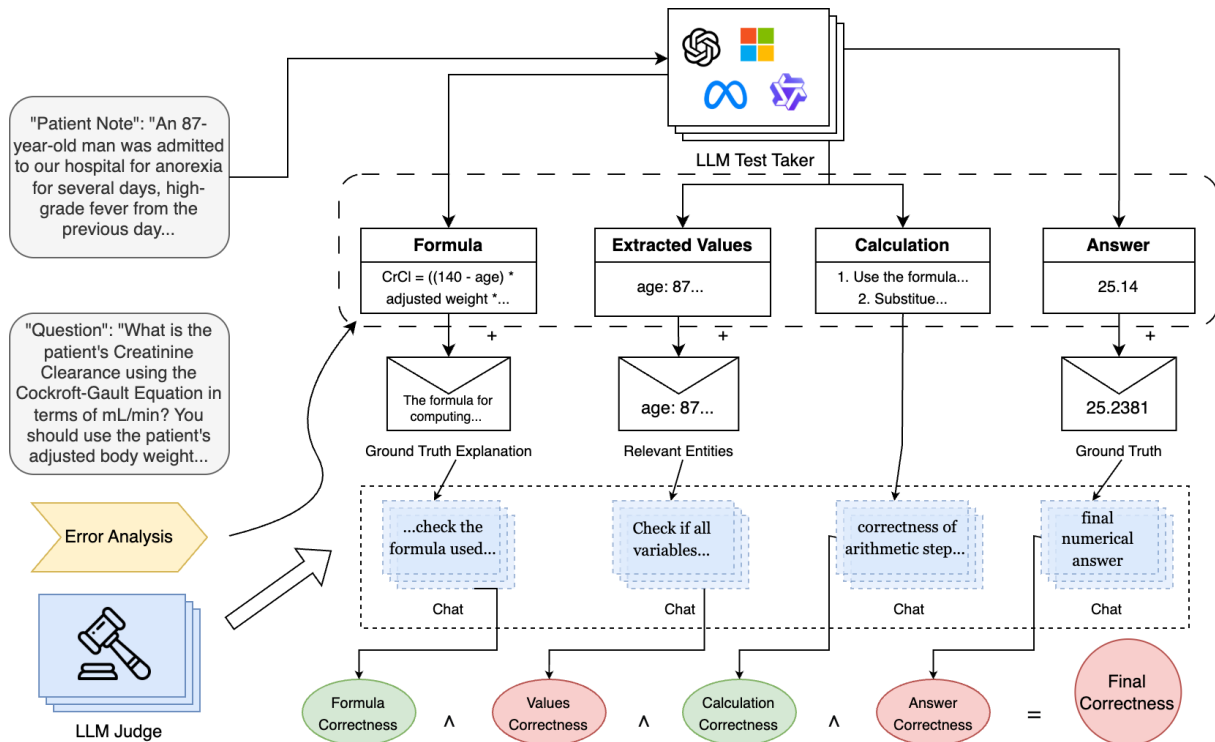 LLM Test Taker
"Patient Note": "An 87-
year-old man was admitted
to our hospital for anorexia
for several days, high-
grade fever from the
previous day...
Formula
CrCl = ((140 - age) *
adjusted weight *...
Extracted Values
age: 87...
Calculation
1. Use the formula...
2. Substitue...
Answer
25.14
"Question": "What is the
patient's Creatinine
Clearance using the
Cockroft-Gault Equation in
terms of mL/min? You
should use the patient's
adjusted body weight...
+
+
+
The formula for
computing...
age: 87...
25.2381
Ground Truth Explanation
Relevant Entities
Ground Truth
Error Analysis
...check the
formula used...
Check if all
variables...
correctness of
arithmetic step...
final
numerical
answer
Chat
Chat
Chat
Chat
LLM Judge
Formula
Correctness
∧
Values
Correctness
∧
Calculation
Correctness
∧
Answer
Correctness
=
Final
Correctness